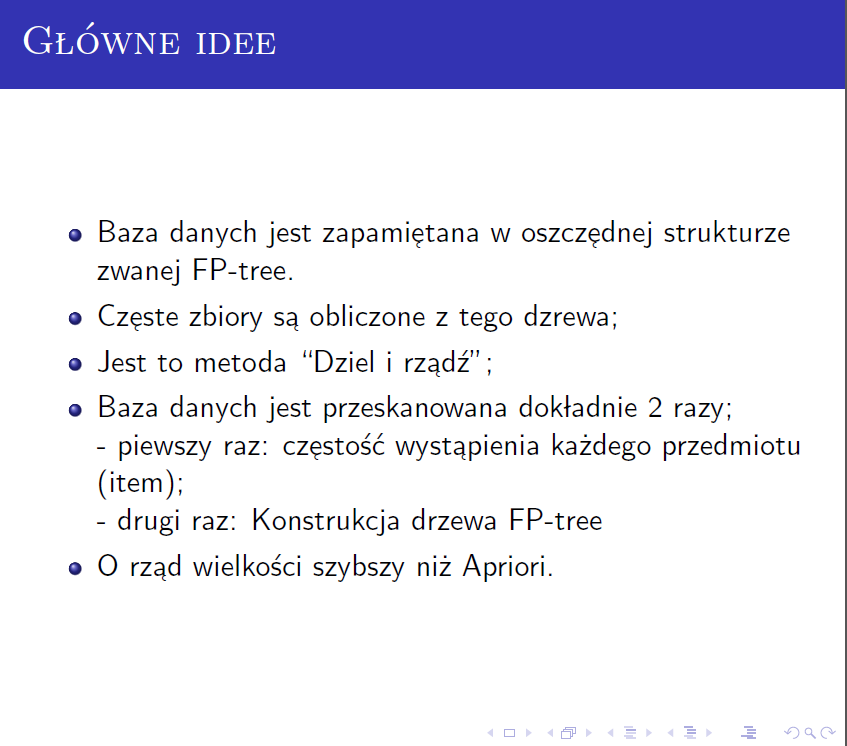 Główne idee
Baza danych jest zapamiętana w oszczędnej strukturze
zwanej FP-tree.
Częste zbiory są obliczone z tego dzrewa;
Jest to metoda “Dziel i rządź”;
Baza danych jest przeskanowana dokładnie 2 razy;
- piewszy raz: częstość wystąpienia każdego przedmiotu
(item);
- drugi raz: Konstrukcja drzewa FP-tree
O rząd wielkości szybszy niż Apriori.